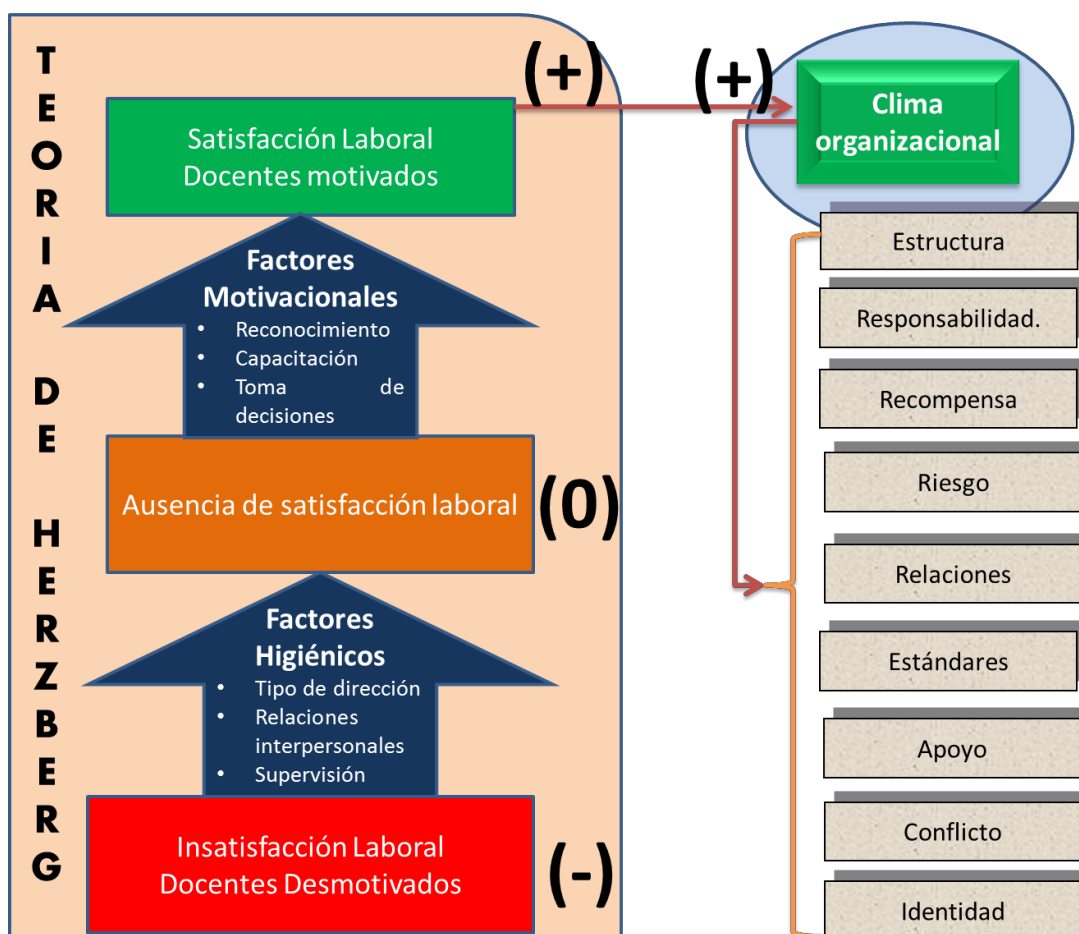 TEORIA DE HERZBERG
(+)
Satisfacción Laboral
Docentes motivados
Factores
Motivacionales
• Reconocimiento
• Capacitación
• Toma de
decisiones
Ausencia de satisfacción laboral
(0)
Factores
Higiénicos
• Tipo de dirección
• Relaciones
interpersonales
• Supervisión
Insatisfacción Laboral
Docentes Desmotivados
(-)
(+)
Clima
organizacional
Estructura
Responsabilidad.
Recompensa
Riesgo
Relaciones
Estándares
Apoyo
Conflicto
Identidad